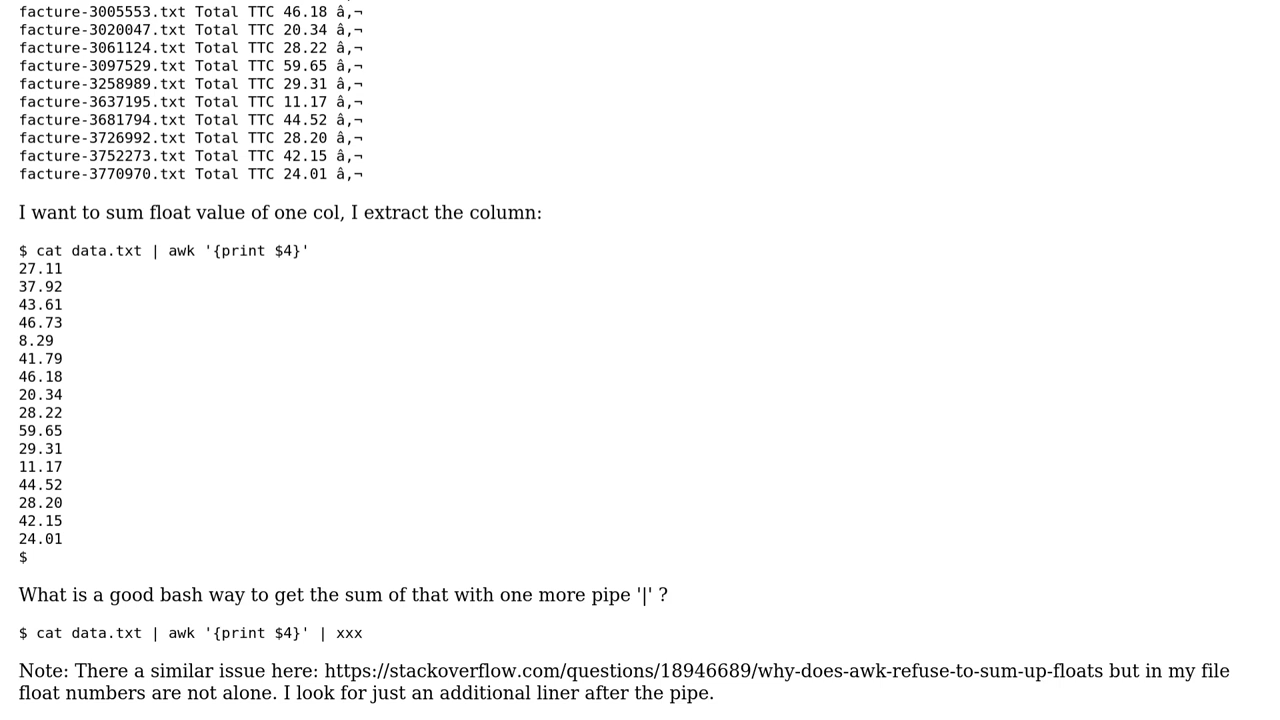 facture-3005553.txt Total TTC 46.18 â‚¬
facture-3020047.txt Total TTC 20.34 â‚¬
facture-3061124.txt Total TTC 28.22 â‚¬
facture-3097529.txt Total TTC 59.65 â‚¬
facture-3258989.txt Total TTC 29.31 â‚¬
facture-3637195.txt Total TTC 11.17 â‚¬
facture-3681794.txt Total TTC 44.52 â‚¬
facture-3726992.txt Total TTC 28.20 â‚¬
facture-3752273.txt Total TTC 42.15 â‚¬
facture-3770970.txt Total TTC 24.01 â‚¬
I want to sum float value of one col, I extract the column:
$ cat data.txt | awk '{print $4}'
27.11
37.92
43.61
46.73
8.29
41.79
46.18
20.34
28.22
59.65
29.31
11.17
44.52
28.20
42.15
24.01
$
What is a good bash way to get the sum of that with one more pipe '|' ?
$ cat data.txt | awk '{print $4}' | xxx
Note: There a similar issue here: https://stackoverflow.com/questions/18946689/why-does-awk-refuse-to-sum-up-floats but in my file
float numbers are not alone. I look for just an additional liner after the pipe.